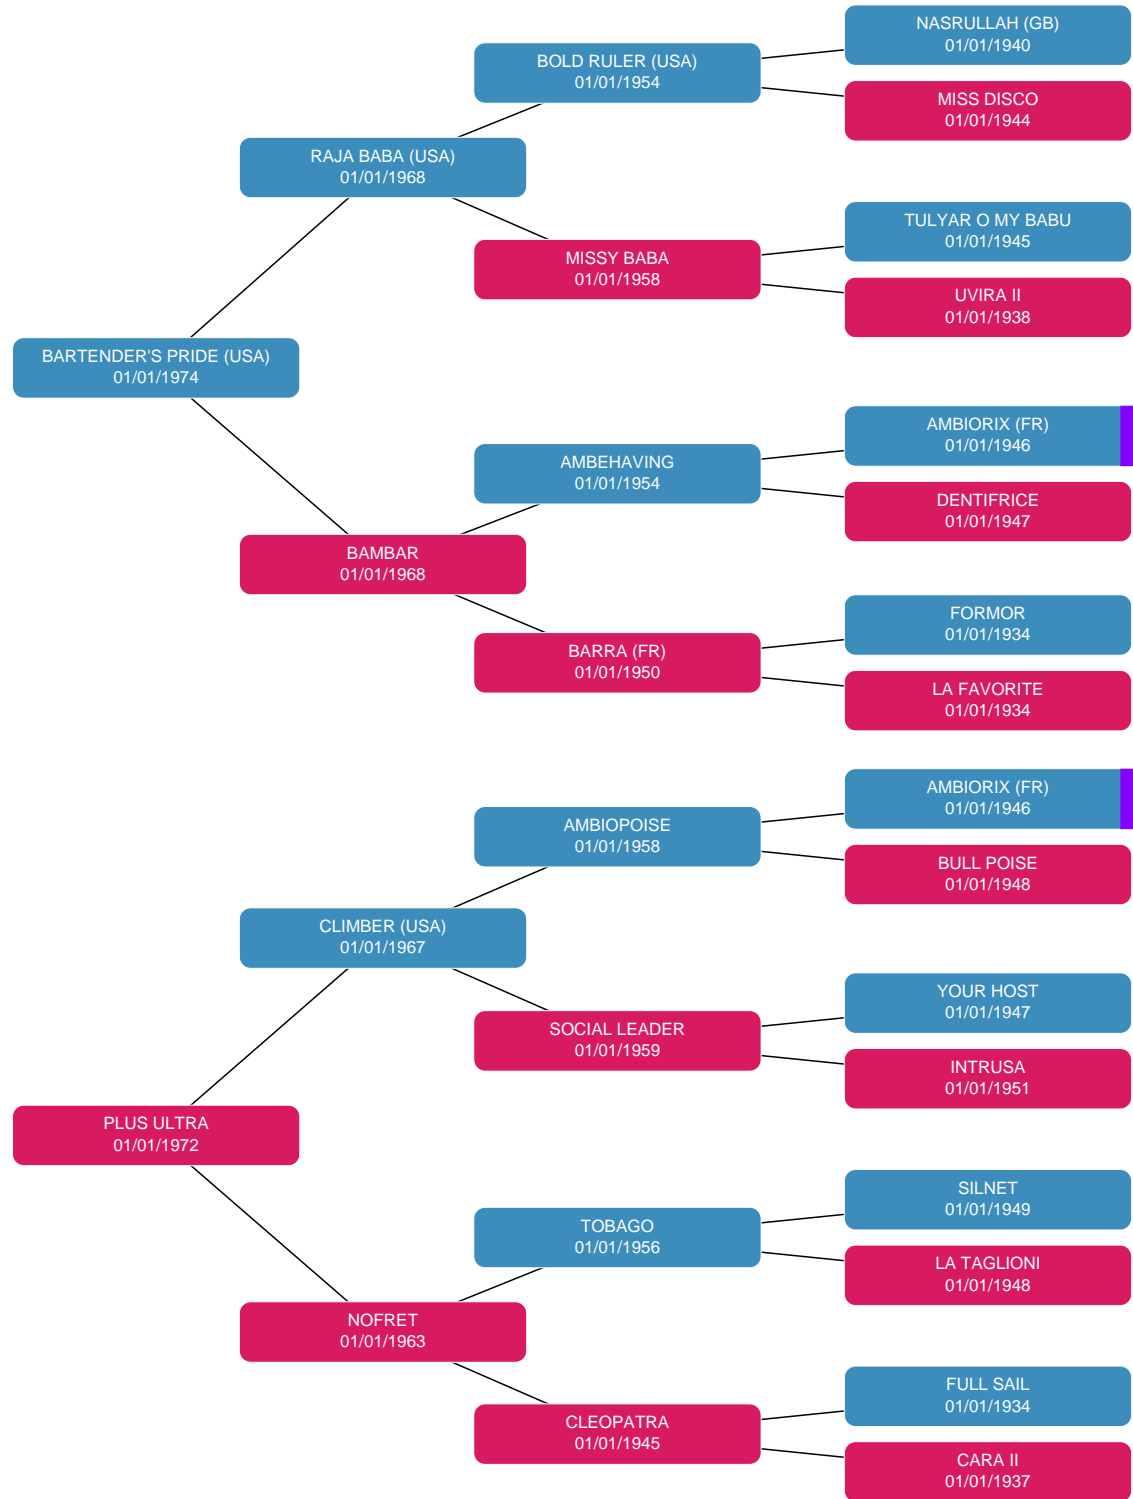 NASRULLAH (GB)
01/01/1940
BOLD RULER (USA)
01/01/1954
MISS DISCO
01/01/1944
RAJA BABA (USA)
01/01/1968
TULYAR O MY BABU
01/01/1945
MISSY BABA
01/01/1958
UVIRA II
01/01/1938
BARTENDER'S PRIDE (USA)
01/01/1974
AMBIORIX (FR)
01/01/1946
AMBEHAVING
01/01/1954
DENTIFRICE
01/01/1947
BAMBAR
01/01/1968
FORMOR
01/01/1934
BARRA (FR)
01/01/1950
LA FAVORITE
01/01/1934
AMBIORIX (FR)
01/01/1946
AMBIOPOISE
01/01/1958
BULL POISE
01/01/1948
CLIMBER (USA)
01/01/1967
YOUR HOST
01/01/1947
SOCIAL LEADER
01/01/1959
INTRUSA
01/01/1951
PLUS ULTRA
01/01/1972
SILNET
01/01/1949
TOBAGO
01/01/1956
LA TAGLIONI
01/01/1948
NOFRET
01/01/1963
FULL SAIL
01/01/1934
CLEOPATRA
01/01/1945
CARA II
01/01/1937